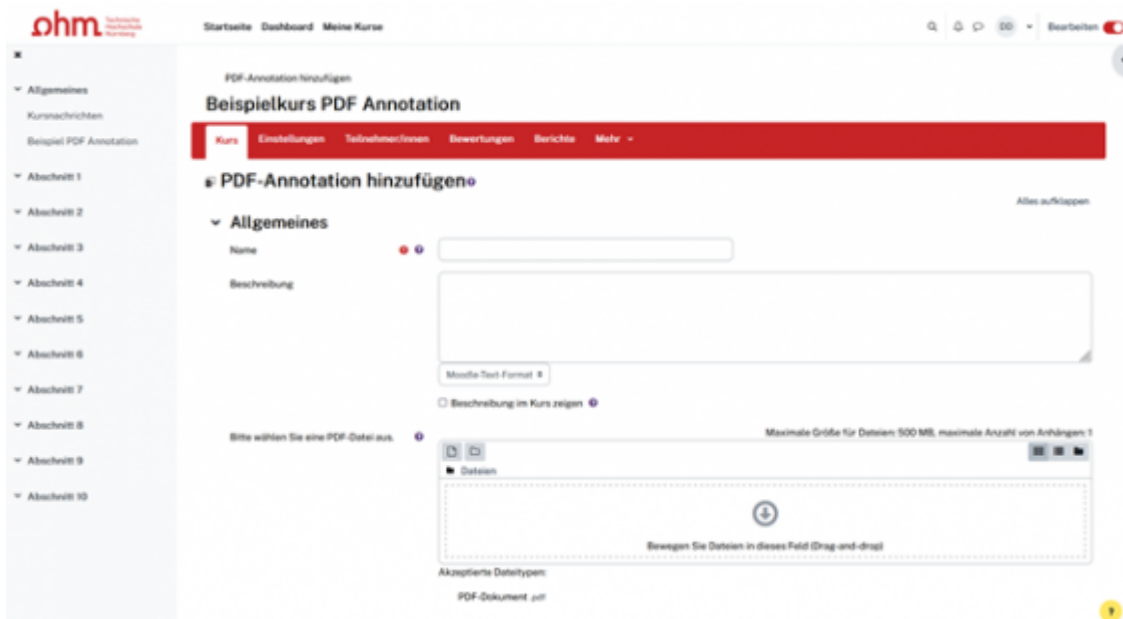 ohm Technische
Hochschule
Nürnberg
Startseite Dashboard Meine Kurse
DD
Bearbeiten
Allgemeines
Kursnachrichten
Beispiel PDF Annotation
Abschnitt 1
Abschnitt 2
Abschnitt 3
Abschnitt 4
Abschnitt 5
Abschnitt 6
Abschnitt 7
Abschnitt 8
Abschnitt 9
Abschnitt 10
PDF-Annotation hinzufügen
Beispielkurs PDF Annotation
Kurs Einstellungen Teilnehmer/innen Bewertungen Berichte Mehr
PDF-Annotation hinzufügen
Alles aufklappen
Allgemeines
Name
Beschreibung
Moodle-Text-Format
Beschreibung im Kurs zeigen
Bitte wählen Sie eine PDF-Datei aus.
Maximale Größe für Dateien: 500 MB, maximale Anzahl von Anhängen: 1
Dateien
Bewegen Sie Dateien in dieses Feld (Drag-and-drop)
Akzeptierte Dateitypen:
PDF-Dokument .pdf
?